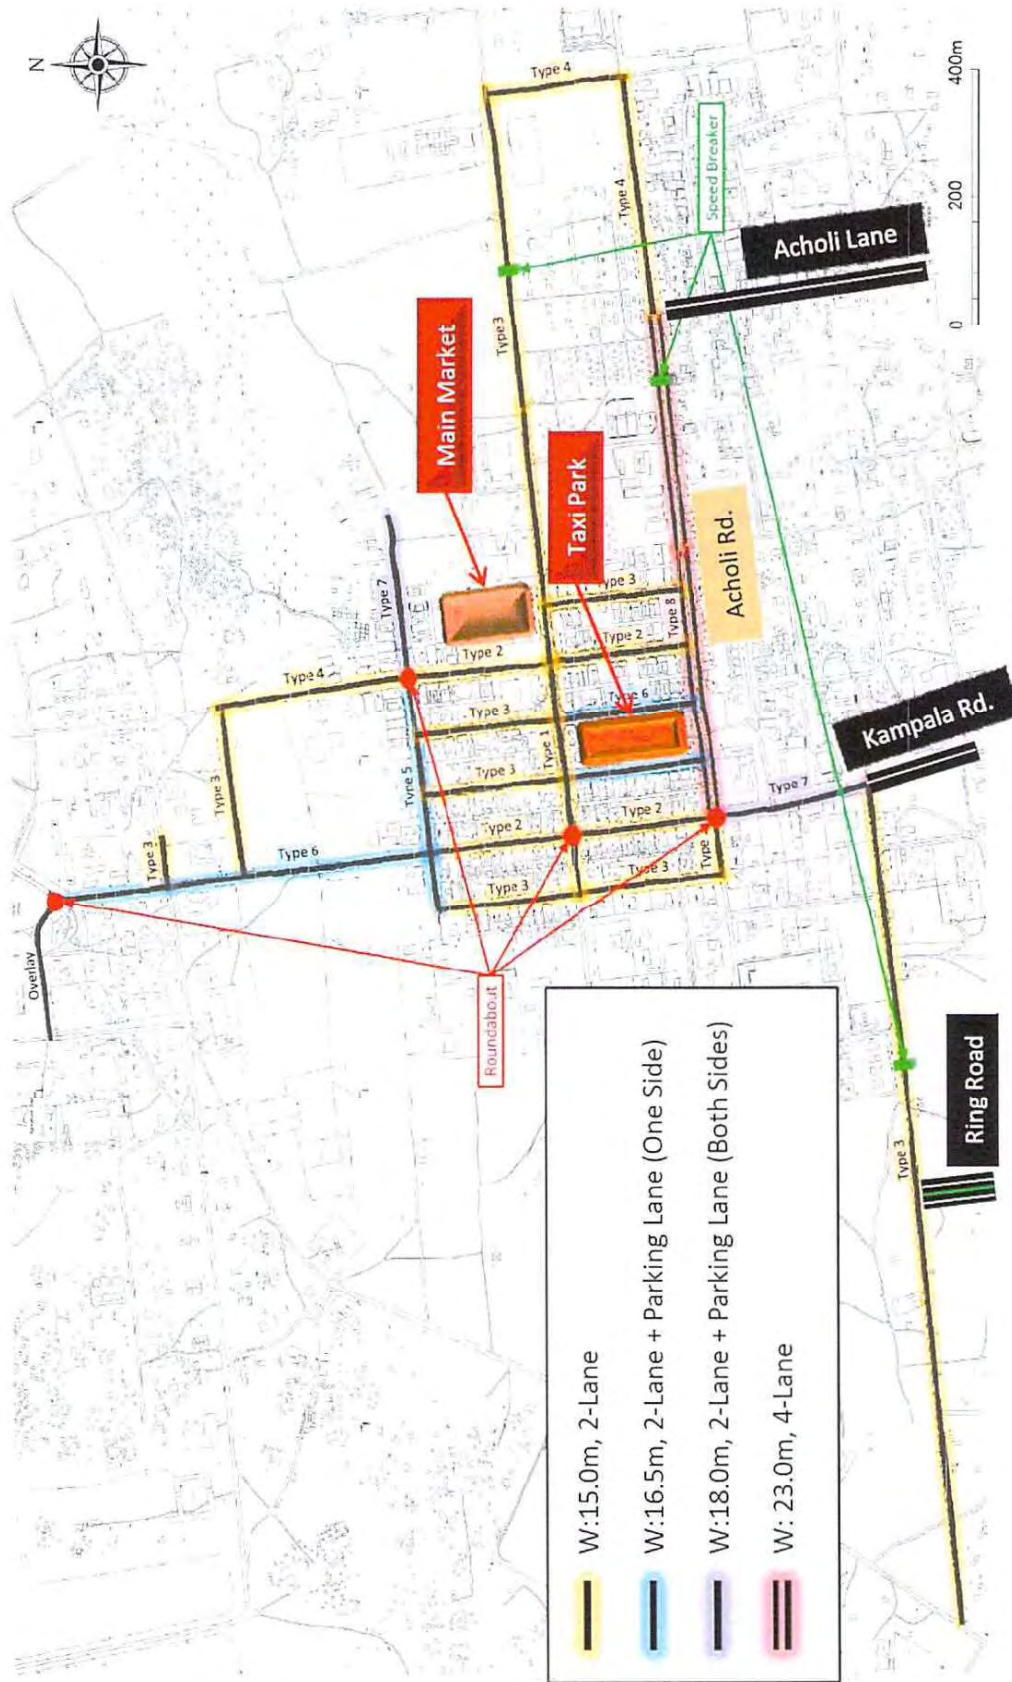 N
Type 4
Type 4
Type3
Speed Breaker
Acholi Lane
0
200
400m
Main Market
Taxi Park
Type 7
Type 3
Type 2
Type 2
Type 8
Acholi Rd.
Type 4
Type 3
Type 6
Type 1
Type 3
Type 5
Type 3
Type 2
Type 2
Type 7
Kampala Rd.
Type 3
Type 6
Type 3
Type 3
Type
Overlay
Roundabout
Type 3
Ring Road
W:15.0m, 2-Lane
W:16.5m, 2-Lane + Parking Lane (One Side)
W:18.0m, 2-Lane + Parking Lane (Both Sides)
W: 23.0m, 4-Lane